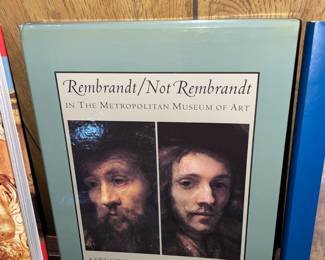 Rembrandt/Not Rembrandt
IN THE METROPOLITAN MUSEUM OF ART